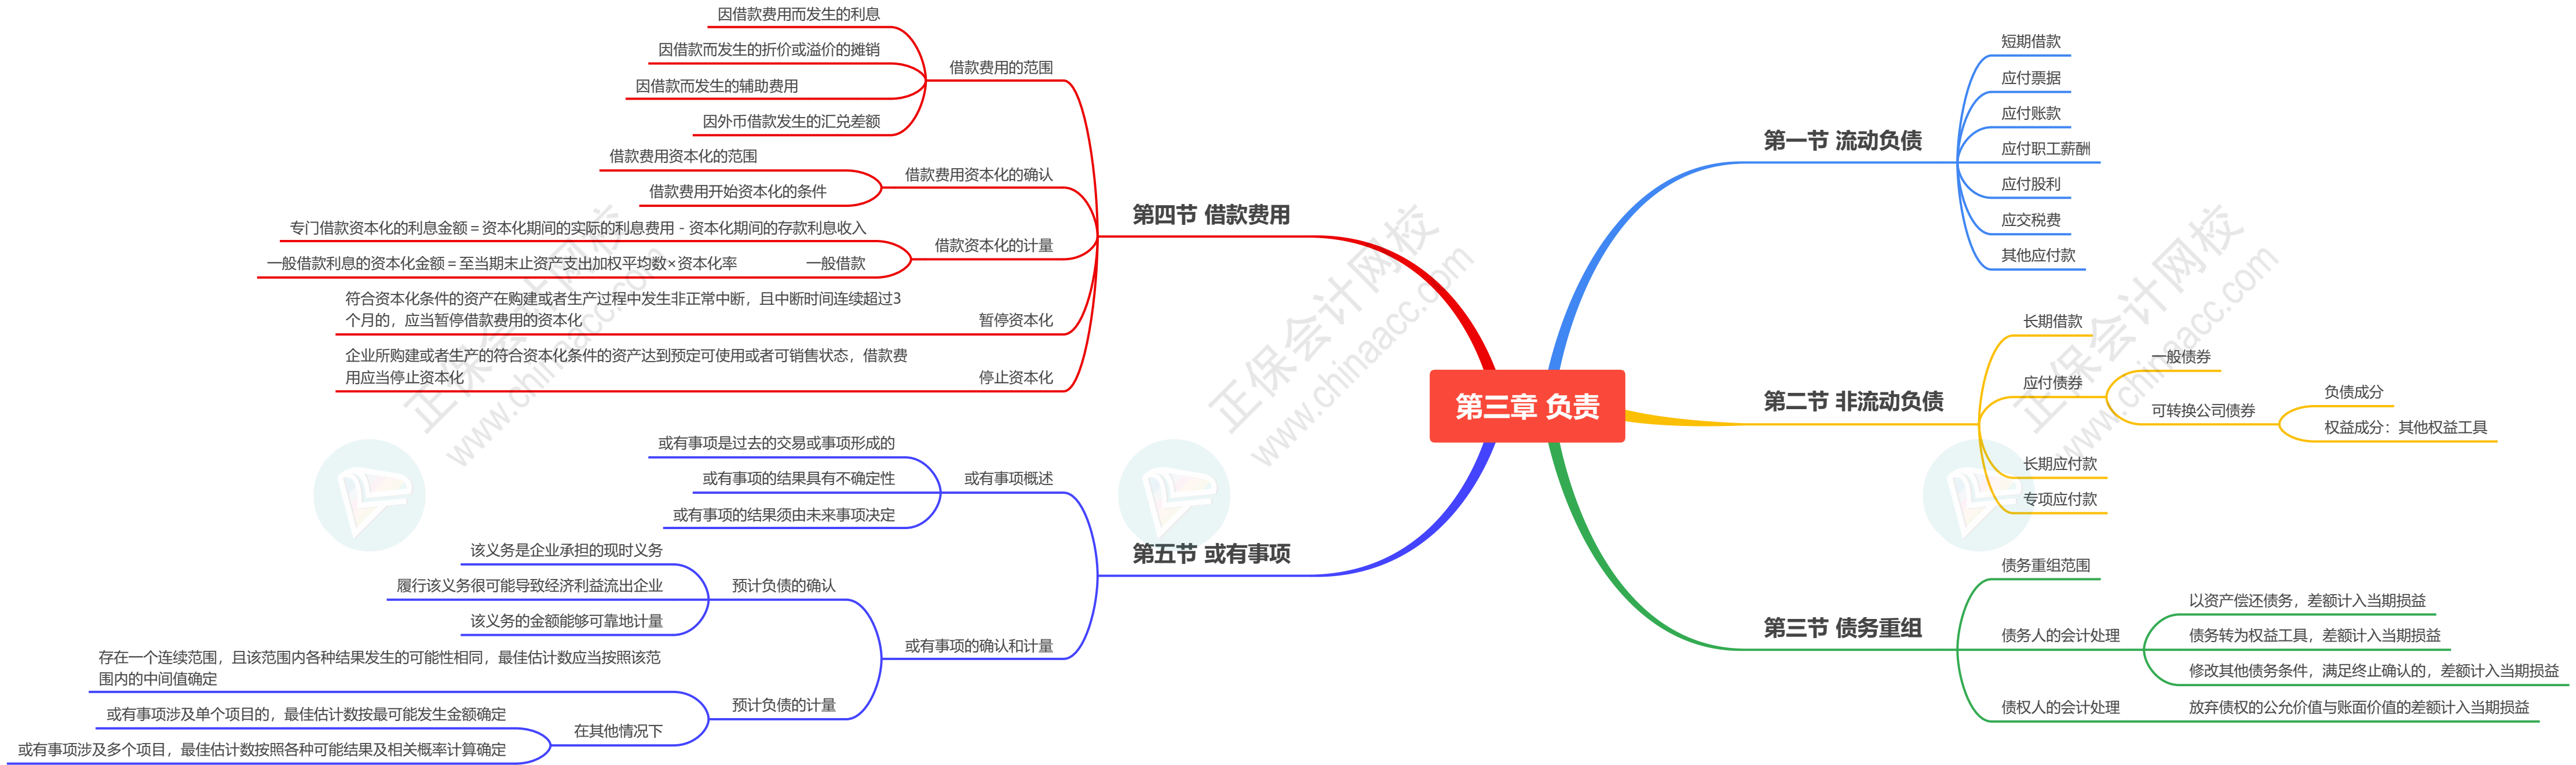 第三章 负责
第一节 流动负债
短期借款
应付票据
应付账款
应付职工薪酬
应付股利
应交税费
其他应付款
第二节 非流动负债
长期借款
应付债券
一般债券
可转换公司债券
负债成分
权益成分：其他权益工具
长期应付款
专项应付款
第三节 债务重组
债务重组范围
债务人的会计处理
以资产偿还债务，差额计入当期损益
债务转为权益工具，差额计入当期损益
修改其他债务条件，满足终止确认的，差额计入当期损益
债权人的会计处理
放弃债权的公允价值与账面价值的差额计入当期损益
第四节 借款费用
借款费用的范围
因借款费用而发生的利息
因借款而发生的折价或溢价的摊销
因借款而发生的辅助费用
因外币借款发生的汇兑差额
借款费用资本化的确认
借款费用资本化的范围
借款费用开始资本化的条件
借款资本化的计量
专门借款资本化的利息金额＝资本化期间的实际的利息费用－资本化期间的存款利息收入
一般借款
一般借款利息的资本化金额＝至当期末止资产支出加权平均数×资本化率
暂停资本化
符合资本化条件的资产在购建或者生产过程中发生非正常中断，且中断时间连续超过3
个月的，应当暂停借款费用的资本化
停止资本化
企业所购建或者生产的符合资本化条件的资产达到预定可使用或者可销售状态，借款费
用应当停止资本化
第五节 或有事项
或有事项概述
或有事项是过去的交易或事项形成的
或有事项的结果具有不确定性
或有事项的结果须由未来事项决定
或有事项的确认和计量
预计负债的确认
该义务是企业承担的现时义务
履行该义务很可能导致经济利益流出企业
该义务的金额能够可靠地计量
预计负债的计量
存在一个连续范围，且该范围内各种结果发生的可能性相同，最佳估计数应当按照该范
围内的中间值确定
在其他情况下
或有事项涉及单个项目的，最佳估计数按最可能发生金额确定
或有事项涉及多个项目，最佳估计数按照各种可能结果及相关概率计算确定
正保会计网校
www.chinaacc.com
正保会计网校
www.chinaacc.com
正保会计网校
www.chinaacc.com